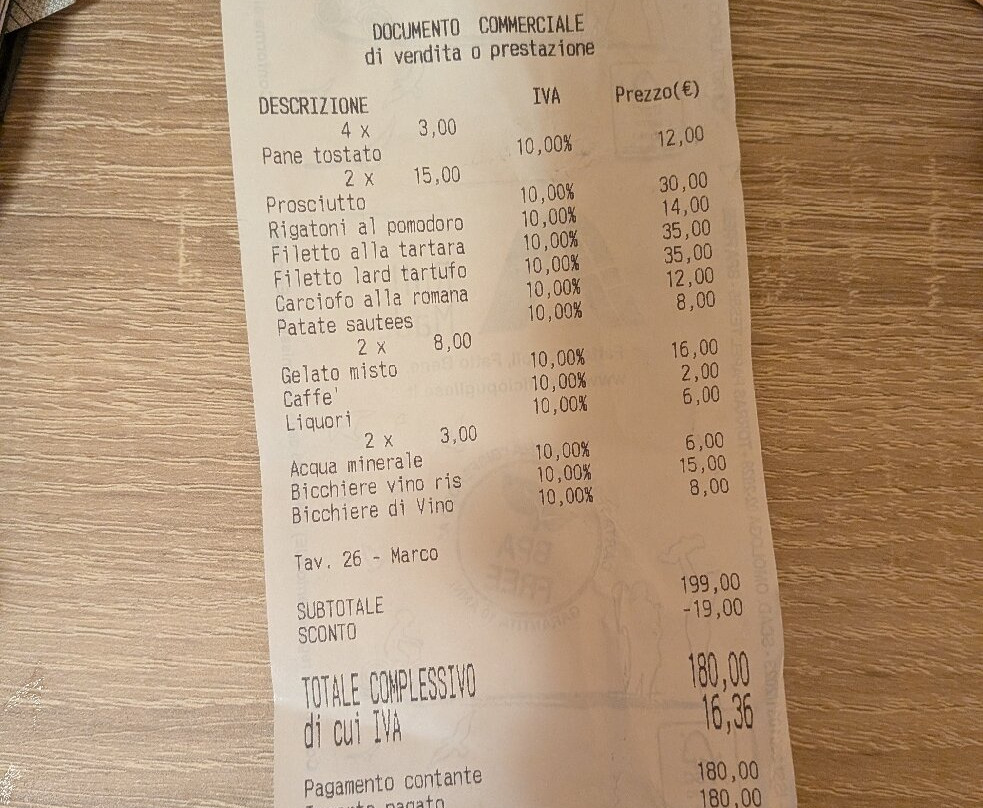 DOCUMENTO COMMERCIALE
di vendita o prestazione
DESCRIZIONE IVA Prezzo(€)
4 x 3,00
Pane tostato 10,00% 12,00
2 x 15,00
Prosciutto 10,00% 30,00
Rigatoni al pomodoro 10,00% 14,00
Filetto alla tartara 10,00% 35,00
Filetto lard tartufo 10,00% 35,00
Carciofo alla romana 10,00% 12,00
Patate sautees 10,00% 8,00
2 x 8,00
Gelato misto 10,00% 16,00
Caffe' 10,00% 2,00
Liquori 10,00% 6,00
2 x 3,00
Acqua minerale 10,00% 6,00
Bicchiere vino ris 10,00% 15,00
Bicchiere di Vino 10,00% 8,00
Tav. 26 - Marco
SUBTOTALE 199,00
SCONTO -19,00
TOTALE COMPLESSIVO 180,00
di cui IVA 16,36
Pagamento contante 180,00
pagato 180,00